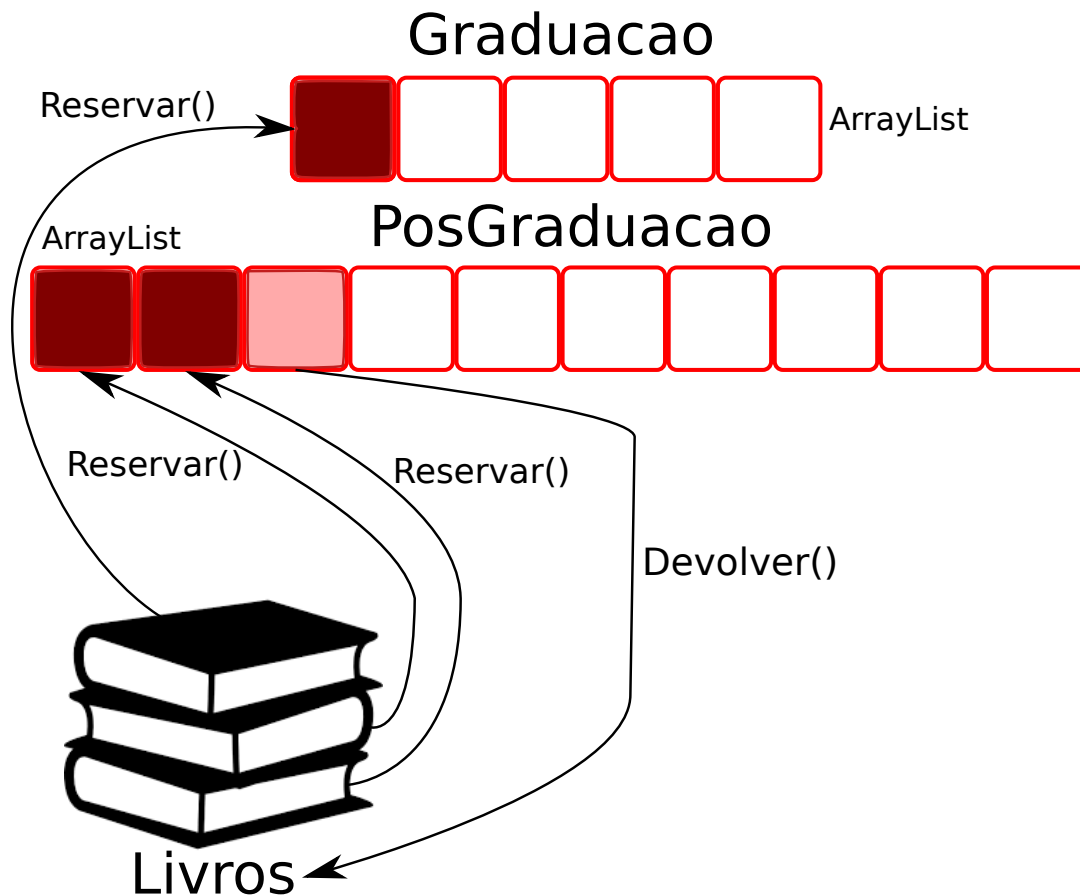 Graduacao
Reservar()
ArrayList
PosGraduacao
ArrayList
Reservar()
Reservar()
Devolver()
Livros